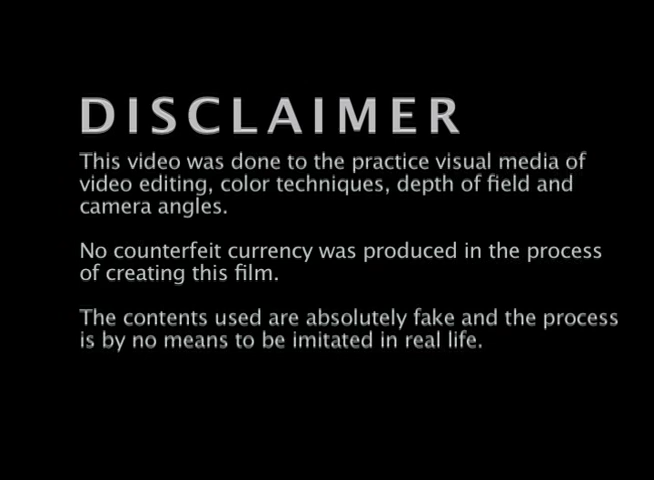 DISCLAIMER
This video was done to the practice visual media of
video editing, color techniques, depth of field and
camera angles.
No counterfeit currency was produced in the process
of creating this film.
The contents used are absolutely fake and the process
is by no means to be imitated in real life.